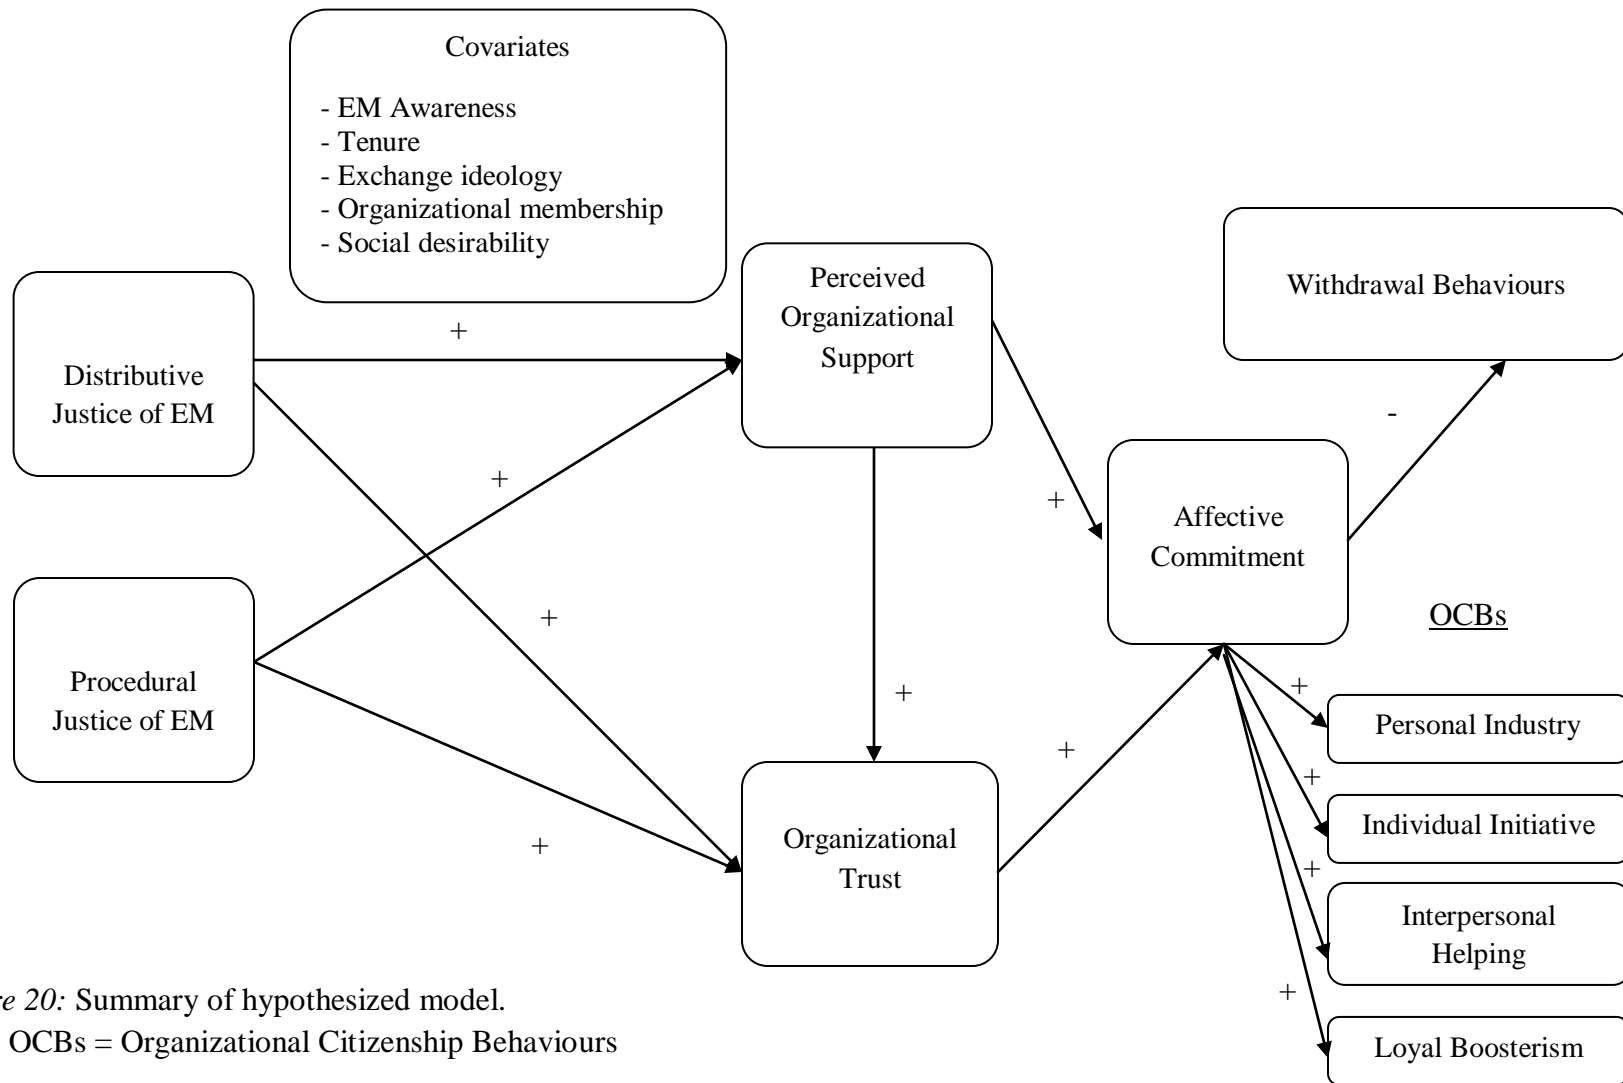 Covariates
- EM Awareness
- Tenure
- Exchange ideology
- Organizational membership
- Social desirability
Distributive
Justice of EM
Procedural
Justice of EM
+
+
+
+
Perceived
Organizational
Support
+
Organizational
Trust
+
+
Affective
Commitment
-
Withdrawal Behaviours
OCBs
+
Personal Industry
+
Individual Initiative
+
Interpersonal
Helping
+
Loyal Boosterism
re 20: Summary of hypothesized model.
OCBs = Organizational Citizenship Behaviours